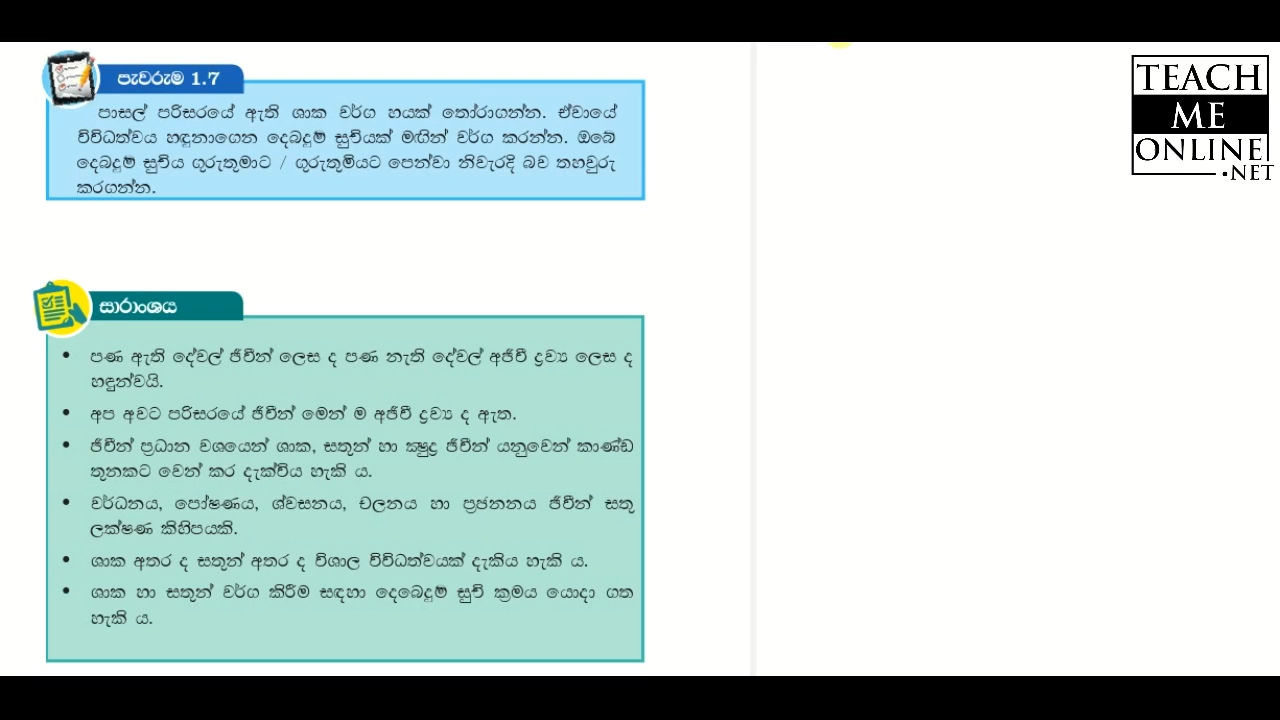 පැවරුම 1.7
පාසල් පරිසරයේ ඇති ශාක වර්ග හයක් තෝරාගන්න. ඒවායේ
විවිධත්වය හඳුනාගෙන දෙබදුම් සුචියක් මඟින් වර්ග කරන්න. ඔබේ
දෙබදුම් සුචිය ගුරුතුමාට / ගුරුතුමියට පෙන්වා නිවැරදි බව තහවුරු
කරගන්න.
සාරාංශය
• පණ ඇති දේවල් ජීවීන් ලෙස ද පණ නැති දේවල් අජීවී ද්‍රව්‍ය ලෙස ද
හඳුන්වයි.
• අප අවට පරිසරයේ ජීවීන් මෙන් ම අජීවී ද්‍රව්‍ය ද ඇත.
• ජීවීන් ප්‍රධාන වශයෙන් ශාක, සතුන් හා ක්‍ෂුද්‍ර ජීවීන් යනුවෙන් කාණ්ඩ
තුනකට වෙන් කර දැක්විය හැකි ය.
• වර්ධනය, පෝෂණය, ශ්වසනය, චලනය හා ප්‍රජනනය ජීවීන් සතු
ලක්ෂණ කිහිපයකි.
• ශාක අතර ද සතුන් අතර ද විශාල විවිධත්වයක් දැකිය හැකි ය.
• ශාක හා සතුන් වර්ග කිරීම සඳහා දෙබෙදුම් සුචි ක්‍රමය යොදා ගත
හැකි ය.
TEACH
ME
ONLINE
.NET